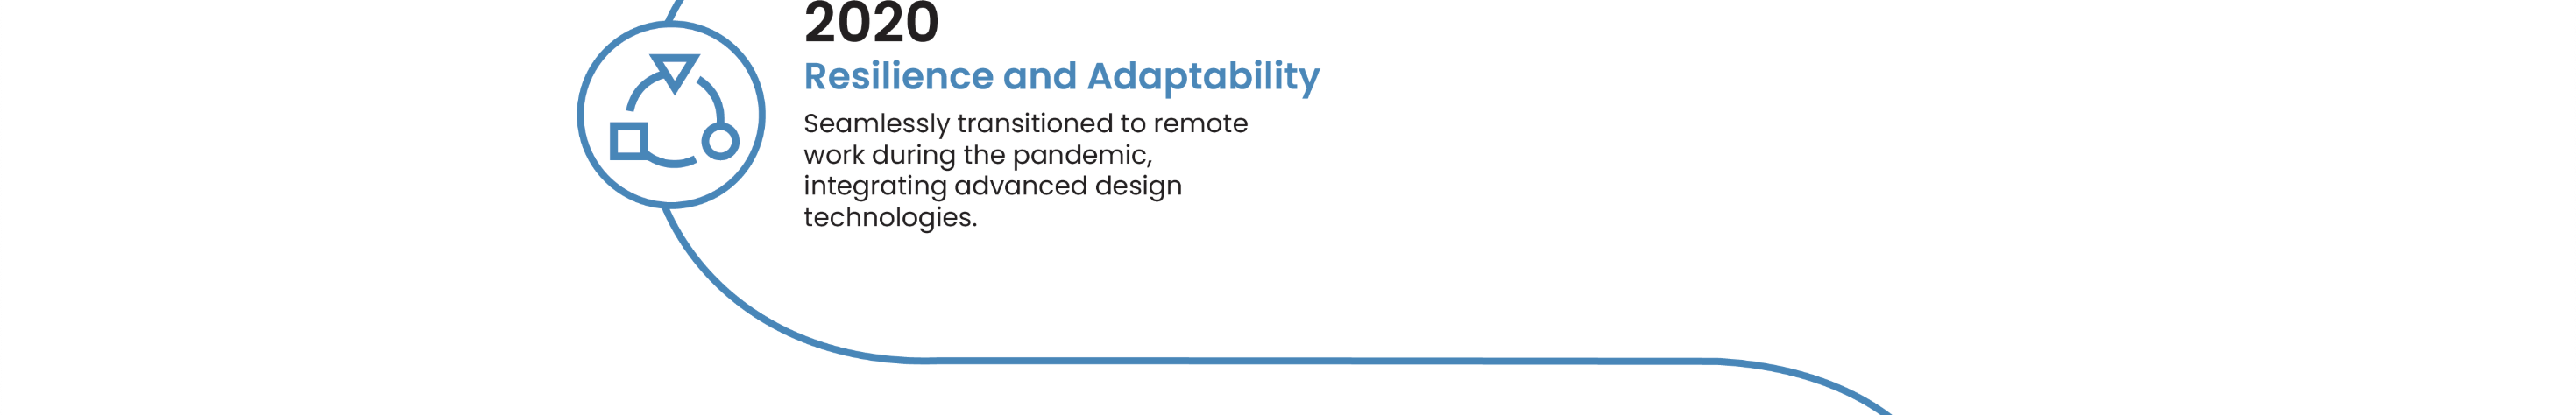 2020
Resilience and Adaptability
Seamlessly transitioned to remote
work during the pandemic,
integrating advanced design
technologies.